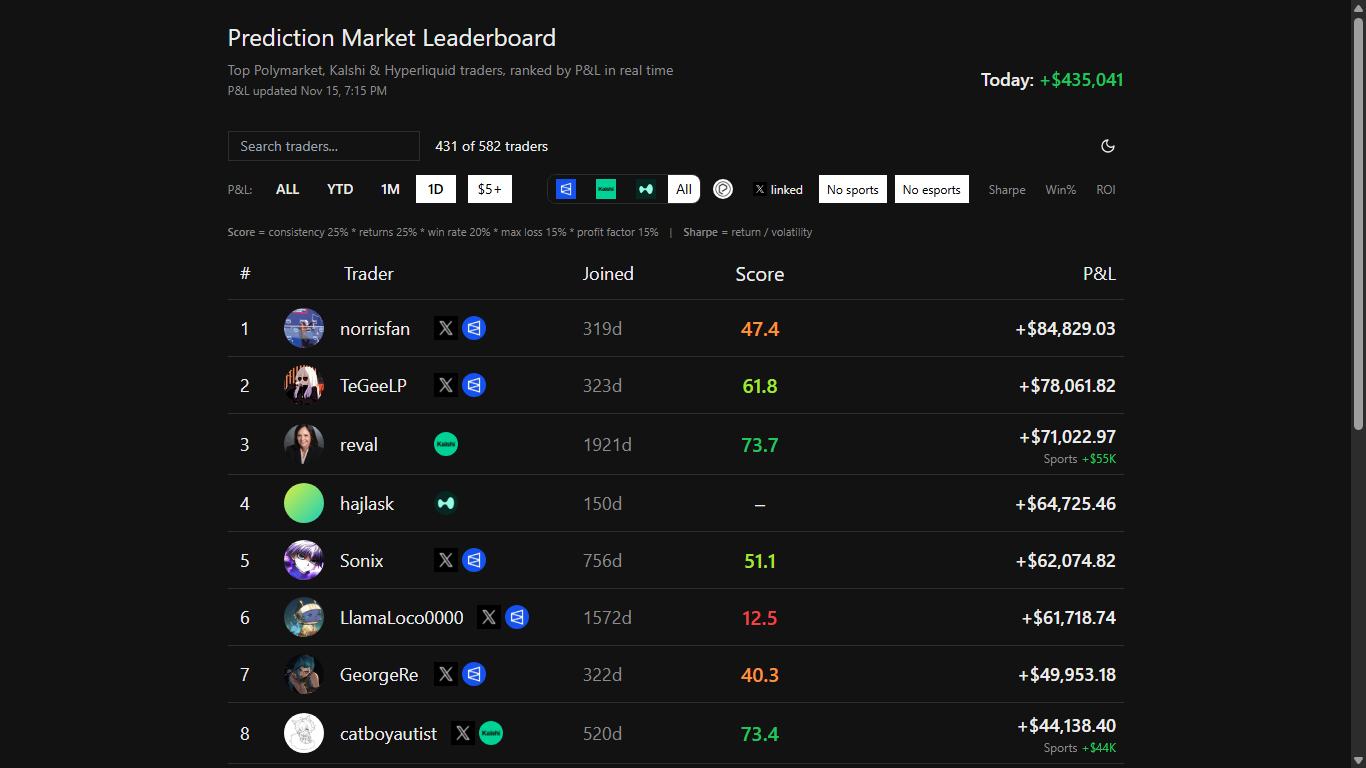 Prediction Market Leaderboard
Top Polymarket, Kalshi & Hyperliquid traders, ranked by P&L in real time
P&L updated Nov 15, 7:15 PM
Today: +$435,041
Search traders...
431 of 582 traders
P&L: ALL YTD 1M 1D $5+ Kalshi All X linked No sports No esports Sharpe Win% ROI
Score = consistency 25% * returns 25% * win rate 20% * max loss 15% * profit factor 15% | Sharpe = return / volatility
# Trader Joined Score P&L
1 norrisfan X 319d 47.4 +$84,829.03
2 TeGeeLP X 323d 61.8 +$78,061.82
3 reval Kalshi 1921d 73.7 +$71,022.97
Sports +$55K
4 hajlask 150d – +$64,725.46
5 Sonix X 756d 51.1 +$62,074.82
6 LlamaLoco0000 X 1572d 12.5 +$61,718.74
7 GeorgeRe X 322d 40.3 +$49,953.18
8 catboyautist X Kalshi 520d 73.4 +$44,138.40
Sports +$44K